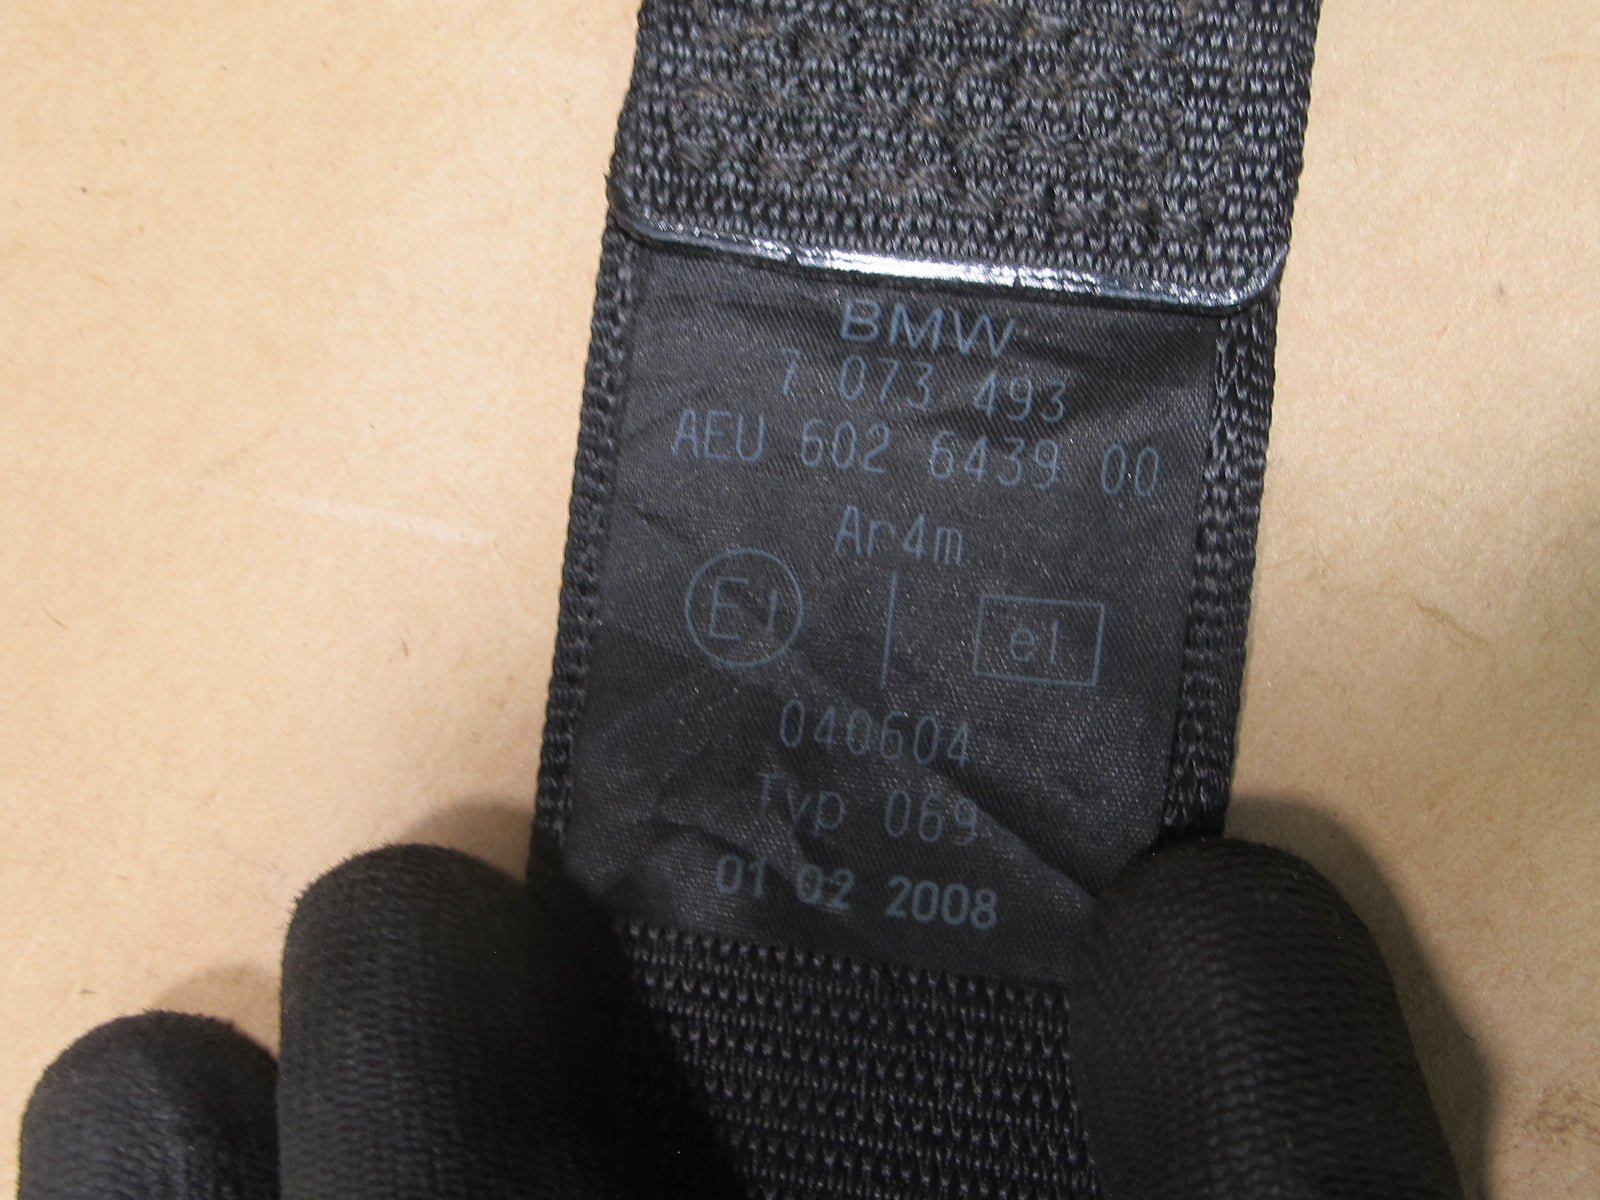 BMW
7 073 493
AEU 602 6439 00
Ar4m
E1 e1
040604
Typ 069
01 02 2008